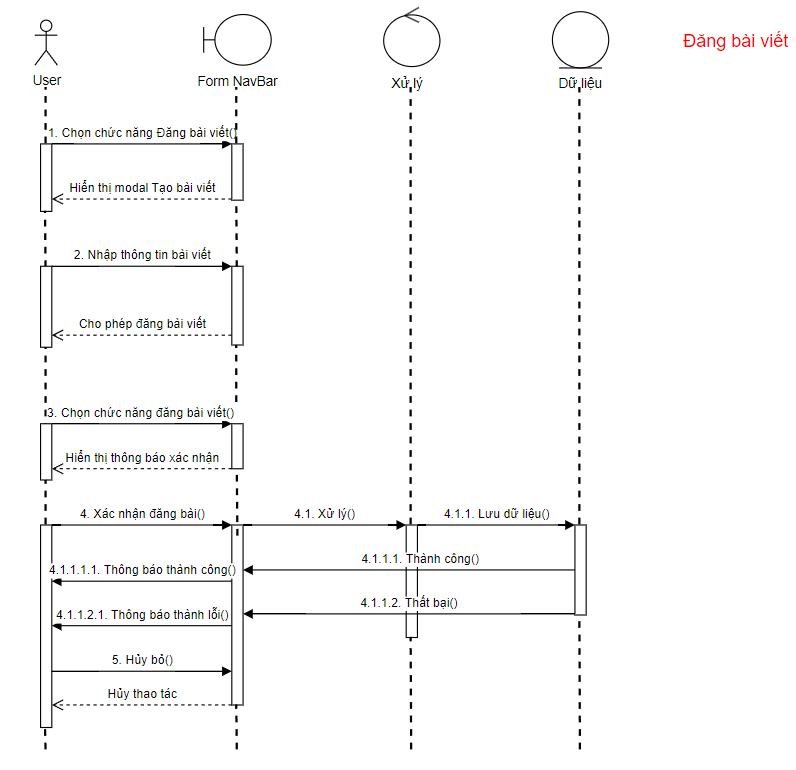 Đăng bài viết
User
Form NavBar
Xử lý
Dữ liệu
1. Chọn chức năng Đăng bài viết()
Hiển thị modal Tạo bài viết
2. Nhập thông tin bài viết
Cho phép đăng bài viết
3. Chọn chức năng đăng bài viết()
Hiển thị thông báo xác nhận
4. Xác nhận đăng bài()
4.1. Xử lý()
4.1.1. Lưu dữ liệu()
4.1.1.1. Thành công()
4.1.1.1.1. Thông báo thành công()
4.1.1.2. Thất bại()
4.1.1.2.1. Thông báo thành lỗi()
5. Hủy bỏ()
Hủy thao tác